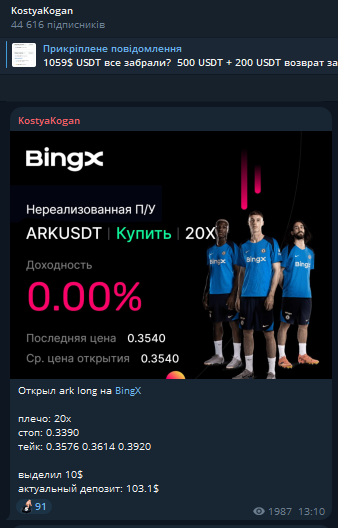 KostyaKogan
44 616 підписників
Прикріплене повідомлення
1059$ USDT все забрали? 500 USDT + 200 USDT возврат за
KostyaKogan
BingX
Нереализованная П/У
ARKUSDT | Купить | 20X
BingX
BingX
BingX
Доходность
0.00%
Последняя цена 0.3540
Ср. цена открытия 0.3540
Открыл ark long на BingX
плечо: 20x
стоп: 0.3390
тейк: 0.3576 0.3614 0.3920
выделил 10$
актуальный депозит: 103.1$
91
1987 13:10